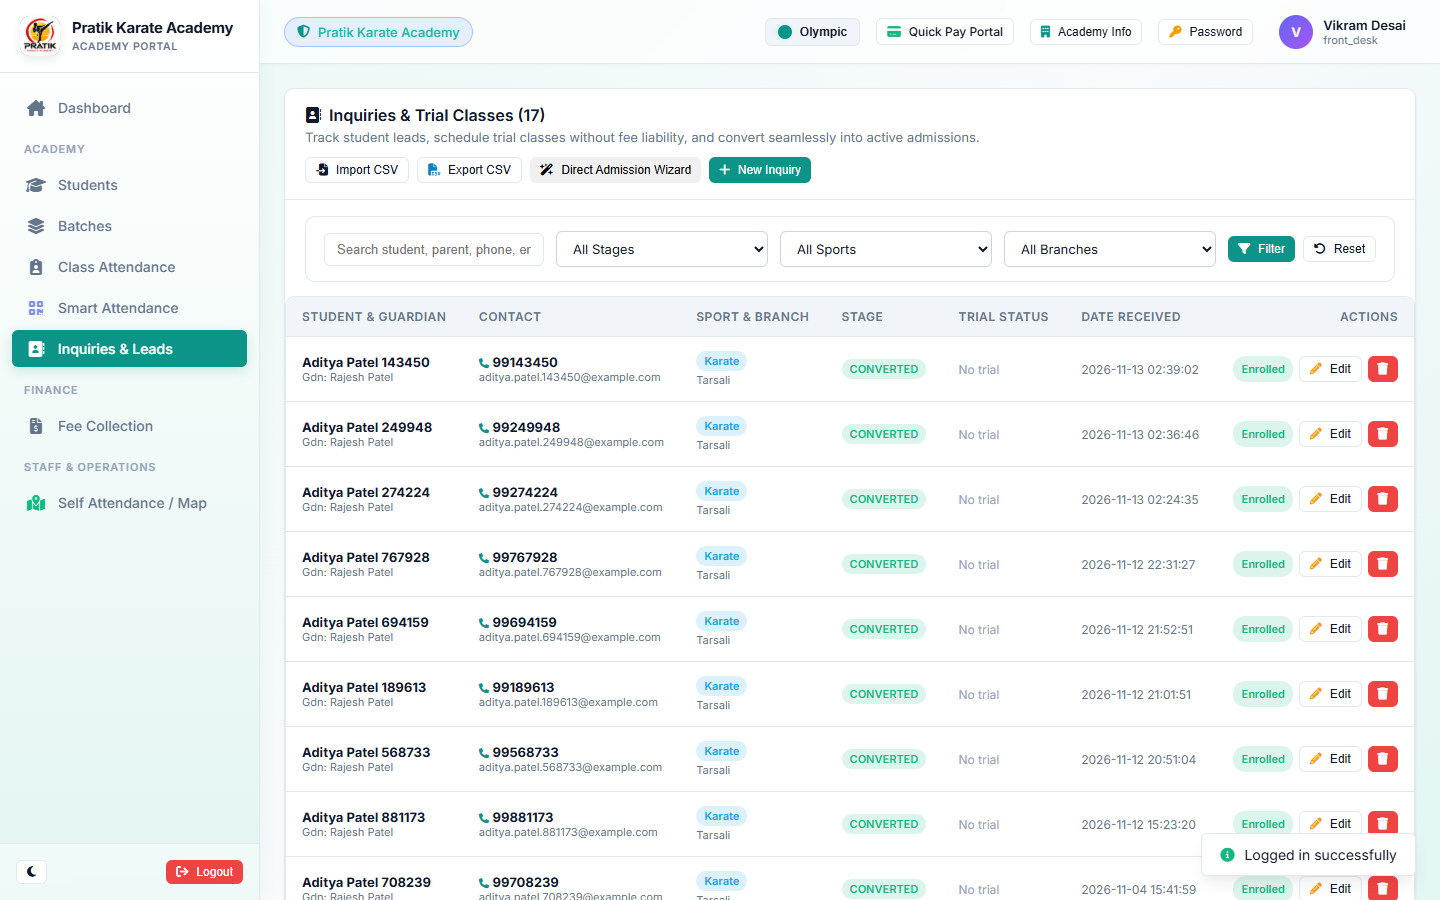 PRATIK
Pratik Karate Academy
ACADEMY PORTAL
Dashboard
ACADEMY
Students
Batches
Class Attendance
Smart Attendance
Inquiries & Leads
FINANCE
Fee Collection
STAFF & OPERATIONS
Self Attendance / Map
Logout
Pratik Karate Academy
Olympic
Quick Pay Portal
Academy Info
Password
V
Vikram Desai
front_desk
Inquiries & Trial Classes (17)
Track student leads, schedule trial classes without fee liability, and convert seamlessly into active admissions.
Import CSV
Export CSV
Direct Admission Wizard
New Inquiry
Search student, parent, phone, er
All Stages
All Sports
All Branches
Filter
Reset
STUDENT & GUARDIAN CONTACT SPORT & BRANCH STAGE TRIAL STATUS DATE RECEIVED ACTIONS
Aditya Patel 143450 99143450 Karate CONVERTED No trial 2026-11-13 02:39:02 Enrolled Edit
Gdn: Rajesh Patel aditya.patel.143450@example.com Tarsali
Aditya Patel 249948 99249948 Karate CONVERTED No trial 2026-11-13 02:36:46 Enrolled Edit
Gdn: Rajesh Patel aditya.patel.249948@example.com Tarsali
Aditya Patel 274224 99274224 Karate CONVERTED No trial 2026-11-13 02:24:35 Enrolled Edit
Gdn: Rajesh Patel aditya.patel.274224@example.com Tarsali
Aditya Patel 767928 99767928 Karate CONVERTED No trial 2026-11-12 22:31:27 Enrolled Edit
Gdn: Rajesh Patel aditya.patel.767928@example.com Tarsali
Aditya Patel 694159 99694159 Karate CONVERTED No trial 2026-11-12 21:52:51 Enrolled Edit
Gdn: Rajesh Patel aditya.patel.694159@example.com Tarsali
Aditya Patel 189613 99189613 Karate CONVERTED No trial 2026-11-12 21:01:51 Enrolled Edit
Gdn: Rajesh Patel aditya.patel.189613@example.com Tarsali
Aditya Patel 568733 99568733 Karate CONVERTED No trial 2026-11-12 20:51:04 Enrolled Edit
Gdn: Rajesh Patel aditya.patel.568733@example.com Tarsali
Aditya Patel 881173 99881173 Karate CONVERTED No trial 2026-11-12 15:23:20 Enrolled Edit
Gdn: Rajesh Patel aditya.patel.881173@example.com Tarsali
Logged in successfully
Aditya Patel 708239 99708239 Karate CONVERTED No trial 2026-11-04 15:41:59 Enrolled Edit
Gdn: Rajesh Patel aditya.patel.708239@example.com Tarsali